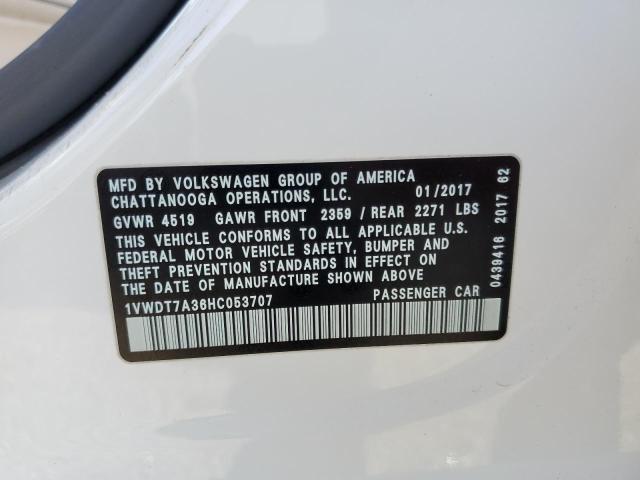 MFD BY VOLKSWAGEN GROUP OF AMERICA
CHATTANOOGA OPERATIONS, LLC. 01/2017
GVWR 4519 GAWR FRONT 2359 / REAR 2271 LBS
THIS VEHICLE CONFORMS TO ALL APPLICABLE U.S.
FEDERAL MOTOR VEHICLE SAFETY, BUMPER AND
THEFT PREVENTION STANDARDS IN EFFECT ON
THE DATE OF MANUFACTURE SHOWN ABOVE
1VWDT7A36HC053707 PASSENGER CAR
0439416 2017 62